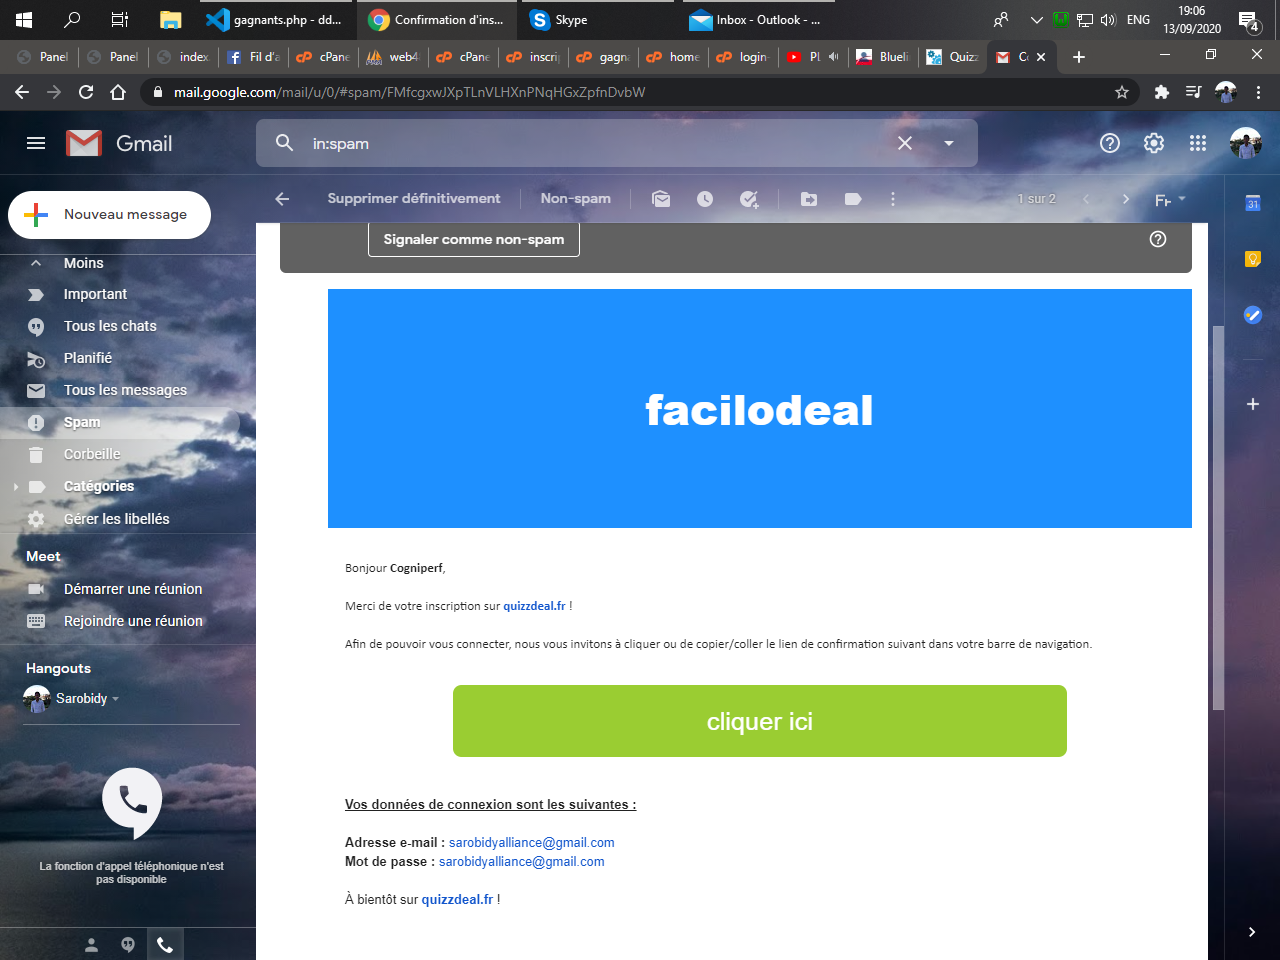 gagnants.php - dd...
Confirmation d'ins...
Skype
Inbox - Outlook - ...
ENG
19:06
13/09/2020
4
Panel
Panel
index.
Fil d'a
cPane
web4
cPane
inscri
gagna
home
login-
PL
Blueli
Quizz
Co
mail.google.com/mail/u/0/#spam/FMfcgxwJXpTLnVLHXnPNqHGxZpfnDvbW
Gmail
in:spam
Nouveau message
Supprimer définitivement
Non-spam
1 sur 2
31
Signaler comme non-spam
Moins
Important
Tous les chats
Planifié
Tous les messages
Spam
Corbeille
Catégories
Gérer les libellés
Meet
Démarrer une réunion
Rejoindre une réunion
Hangouts
Sarobidy
La fonction d'appel téléphonique n'est
pas disponible
facilodeal
Bonjour Cogniperf,
Merci de votre inscription sur quizzdeal.fr !
Afin de pouvoir vous connecter, nous vous invitons à cliquer ou de copier/coller le lien de confirmation suivant dans votre barre de navigation.
cliquer ici
Vos données de connexion sont les suivantes :
Adresse e-mail : sarobidyalliance@gmail.com
Mot de passe : sarobidyalliance@gmail.com
À bientôt sur quizzdeal.fr !